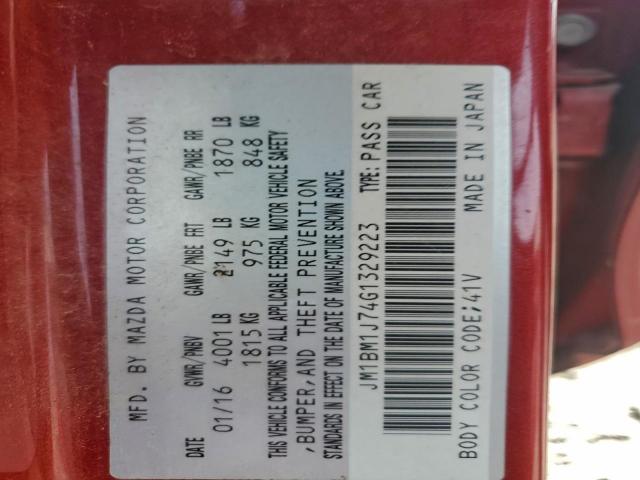 MFD. BY MAZDA MOTOR CORPORATION
DATE GVWR/PNBV GAWR/PNBE FRT GAWR/PNBE RR
01/16 4001 LB 2149 LB 1870 LB
1815 KG 975 KG 848 KG
THIS VEHICLE CONFORMS TO ALL APPLICABLE FEDERAL MOTOR VEHICLE SAFETY
,BUMPER,AND THEFT PREVENTION
STANDARDS IN EFFECT ON THE DATE OF MANUFACTURE SHOWN ABOVE.
JM1BM1J74G1329223 TYPE:PASS CAR
BODY COLOR CODE;41V MADE IN JAPAN